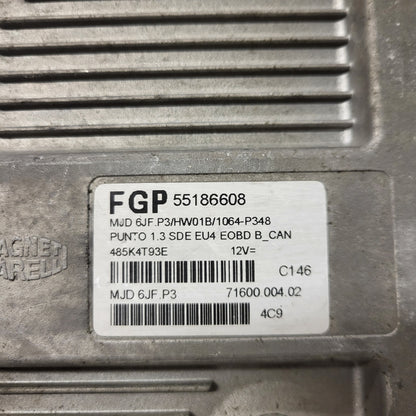 FGP 55186608
MJD 6JF.P3/HW01B/1064-P348
PUNTO 1.3 SDE EU4 EOBD B_CAN
485K4T93E 12V=
C146
MJD 6JF.P3 71600.004.02
4C9